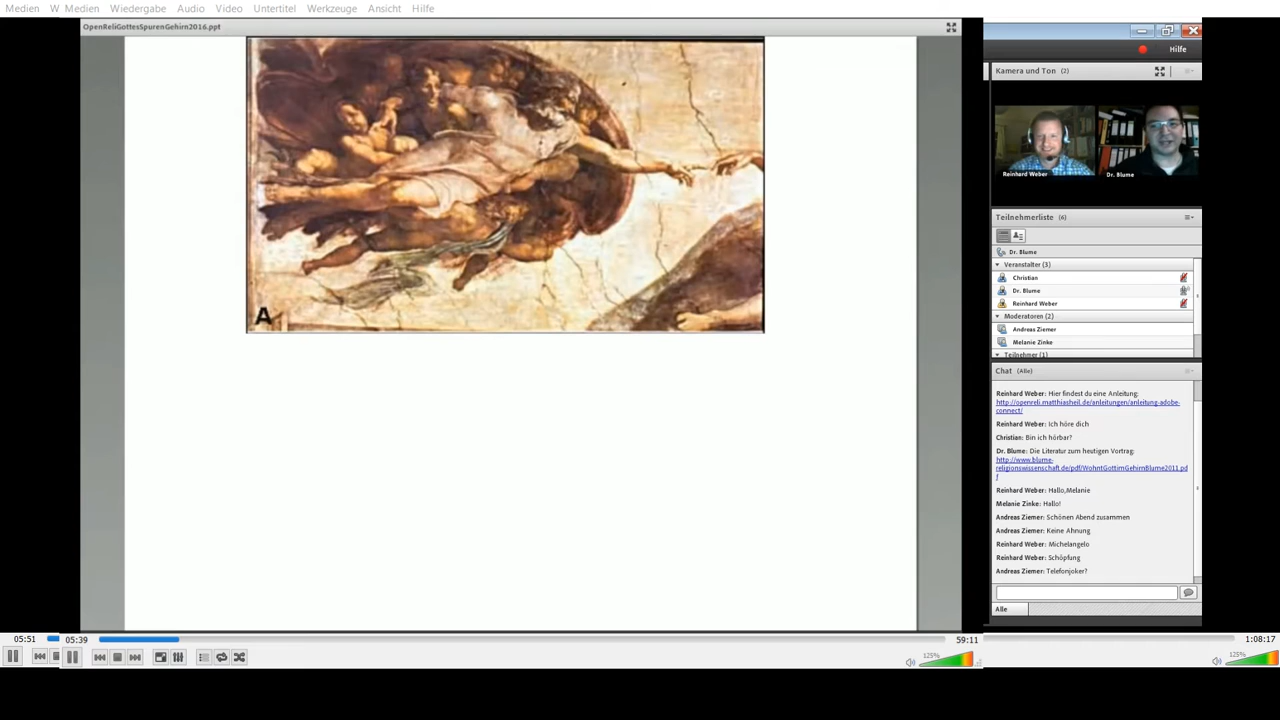 Medien W Medien Wiedergabe Audio Video Untertitel Werkzeuge Ansicht Hilfe
OpenReliGottesSpurenGehirn2016.ppt
A
Hilfe
Kamera und Ton (2)
Reinhard Weber
Dr. Blume
Teilnehmerliste (6)
Dr. Blume
Veranstalter (3)
Christian
Dr. Blume
Reinhard Weber
Moderatoren (2)
Andreas Ziemer
Melanie Zinke
Teilnehmer (1)
Chat (Alle)
Reinhard Weber: Hier findest du eine Anleitung:
http://openreli.matthiasheil.de/anleitungen/anleitung-adobe-
connect/
Reinhard Weber: Ich höre dich
Christian: Bin ich hörbar?
Dr. Blume: Die Literatur zum heutigen Vortrag:
http://www.blume-
religionswissenschaft.de/pdf/WohntGottimGehirnBlume2011.pd
f
Reinhard Weber: Hallo,Melanie
Melanie Zinke: Hallo!
Andreas Ziemer: Schönen Abend zusammen
Andreas Ziemer: Keine Ahnung
Reinhard Weber: Michelangelo
Reinhard Weber: Schöpfung
Andreas Ziemer: Telefonjoker?
Alle
05:51 05:39 59:11 1:08:17
125% 125%